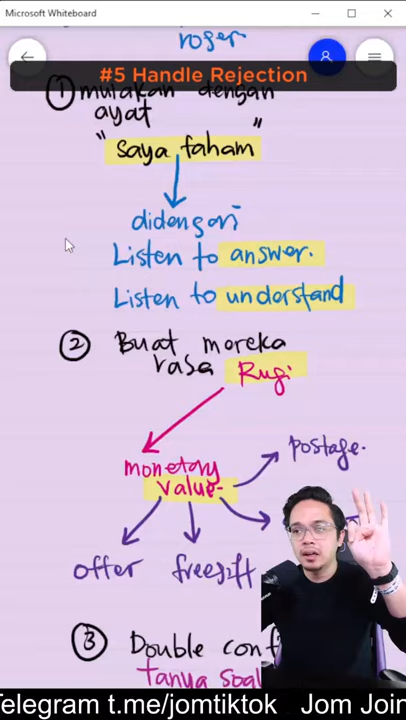 Microsoft Whiteboard
roger
#5 Handle Rejection
① mulakan dengan
ayat
" saya faham "
didengari
Listen to answer.
Listen to understand
② Buat mereka
rasa Rugi
monetary
value
postage.
offer freegift
③ Double conf
tanya soal
Telegram t.me/jomtiktok Jom Join